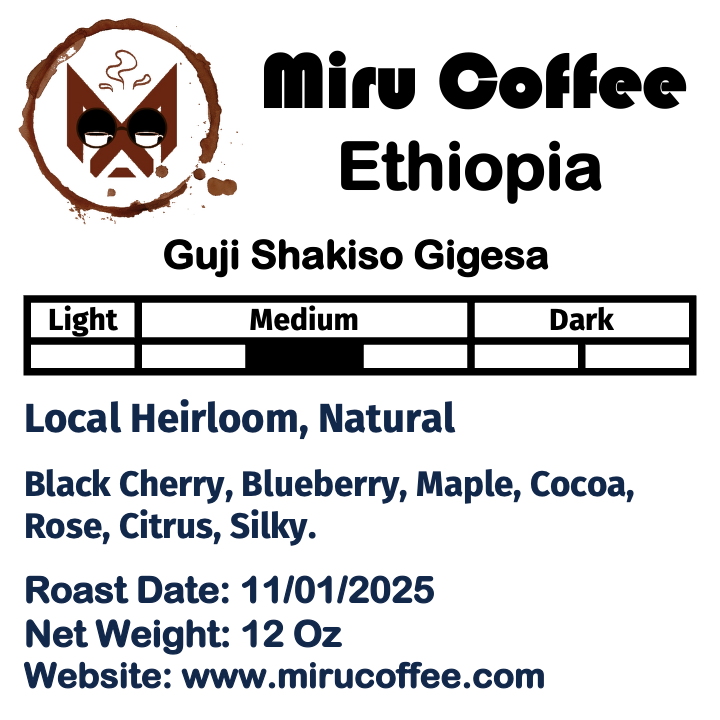 Miru Coffee
Ethiopia
Guji Shakiso Gigesa
Light Medium Dark
Local Heirloom, Natural
Black Cherry, Blueberry, Maple, Cocoa,
Rose, Citrus, Silky.
Roast Date: 11/01/2025
Net Weight: 12 Oz
Website: www.mirucoffee.com